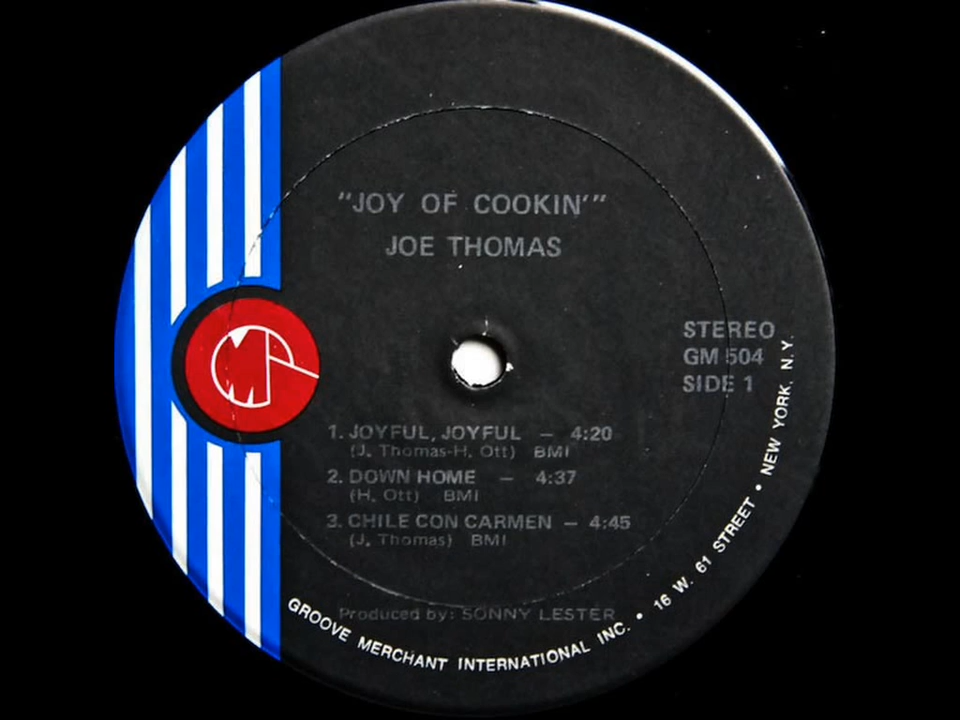 "JOY OF COOKIN'"
JOE THOMAS
STEREO
GM 504
SIDE 1
1. JOYFUL, JOYFUL — 4:20
(J. Thomas-H. Ott) BMI
2. DOWN HOME — 4:37
(H. Ott) BMI
3. CHILE CON CARMEN — 4:45
(J. Thomas) BMI
Produced by: SONNY LESTER
GROOVE MERCHANT INTERNATIONAL INC. • 16 W. 61 STREET • NEW YORK, N.Y.